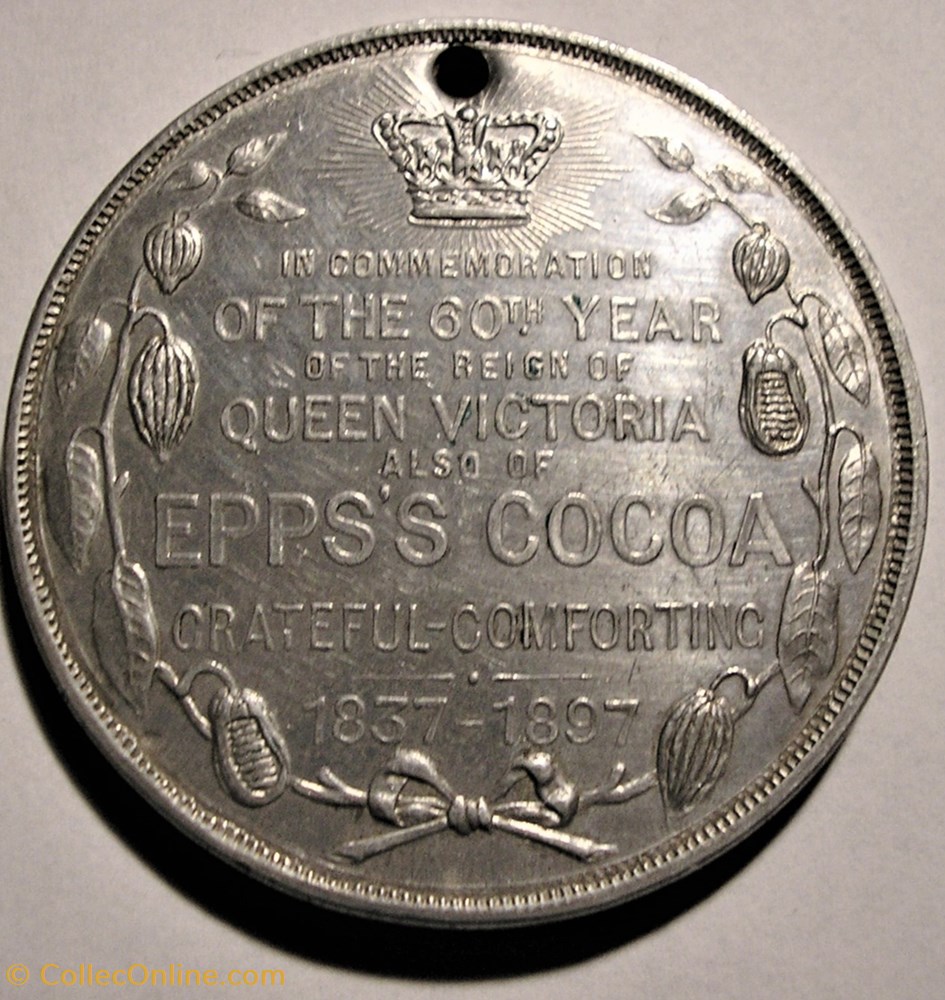 IN COMMEMORATION
OF THE 60TH YEAR
OF THE REIGN OF
QUEEN VICTORIA
ALSO OF
EPPS'S COCOA
GRATEFUL-COMFORTING
1837-1897
© CollecOnline.com